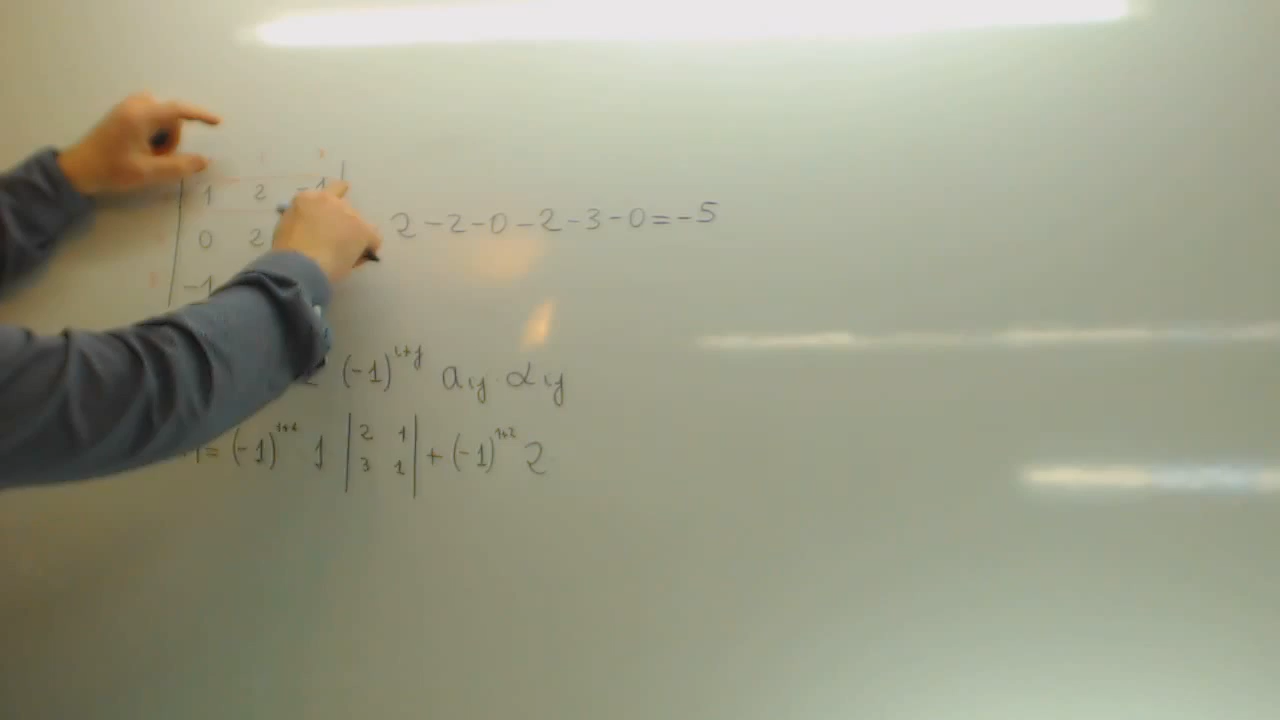 1 2 -1
0 2
-1
2 - 2 - 0 - 2 - 3 - 0 = -5
(-1)^{i+j} a_{ij} · α_{ij}
= (-1)^{1+1} 1 | 2 1 | + (-1)^{1+2} 2
3 1